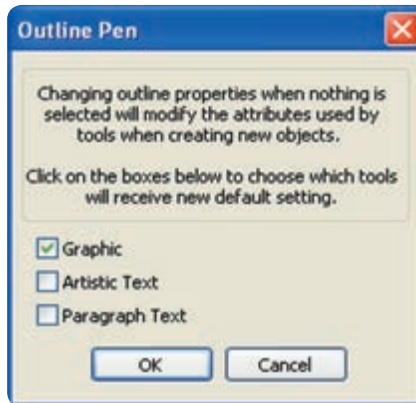 Outline Pen
Changing outline properties when nothing is
selected will modify the attributes used by
tools when creating new objects.
Click on the boxes below to choose which tools
will receive new default setting.
Graphic
Artistic Text
Paragraph Text
OK
Cancel